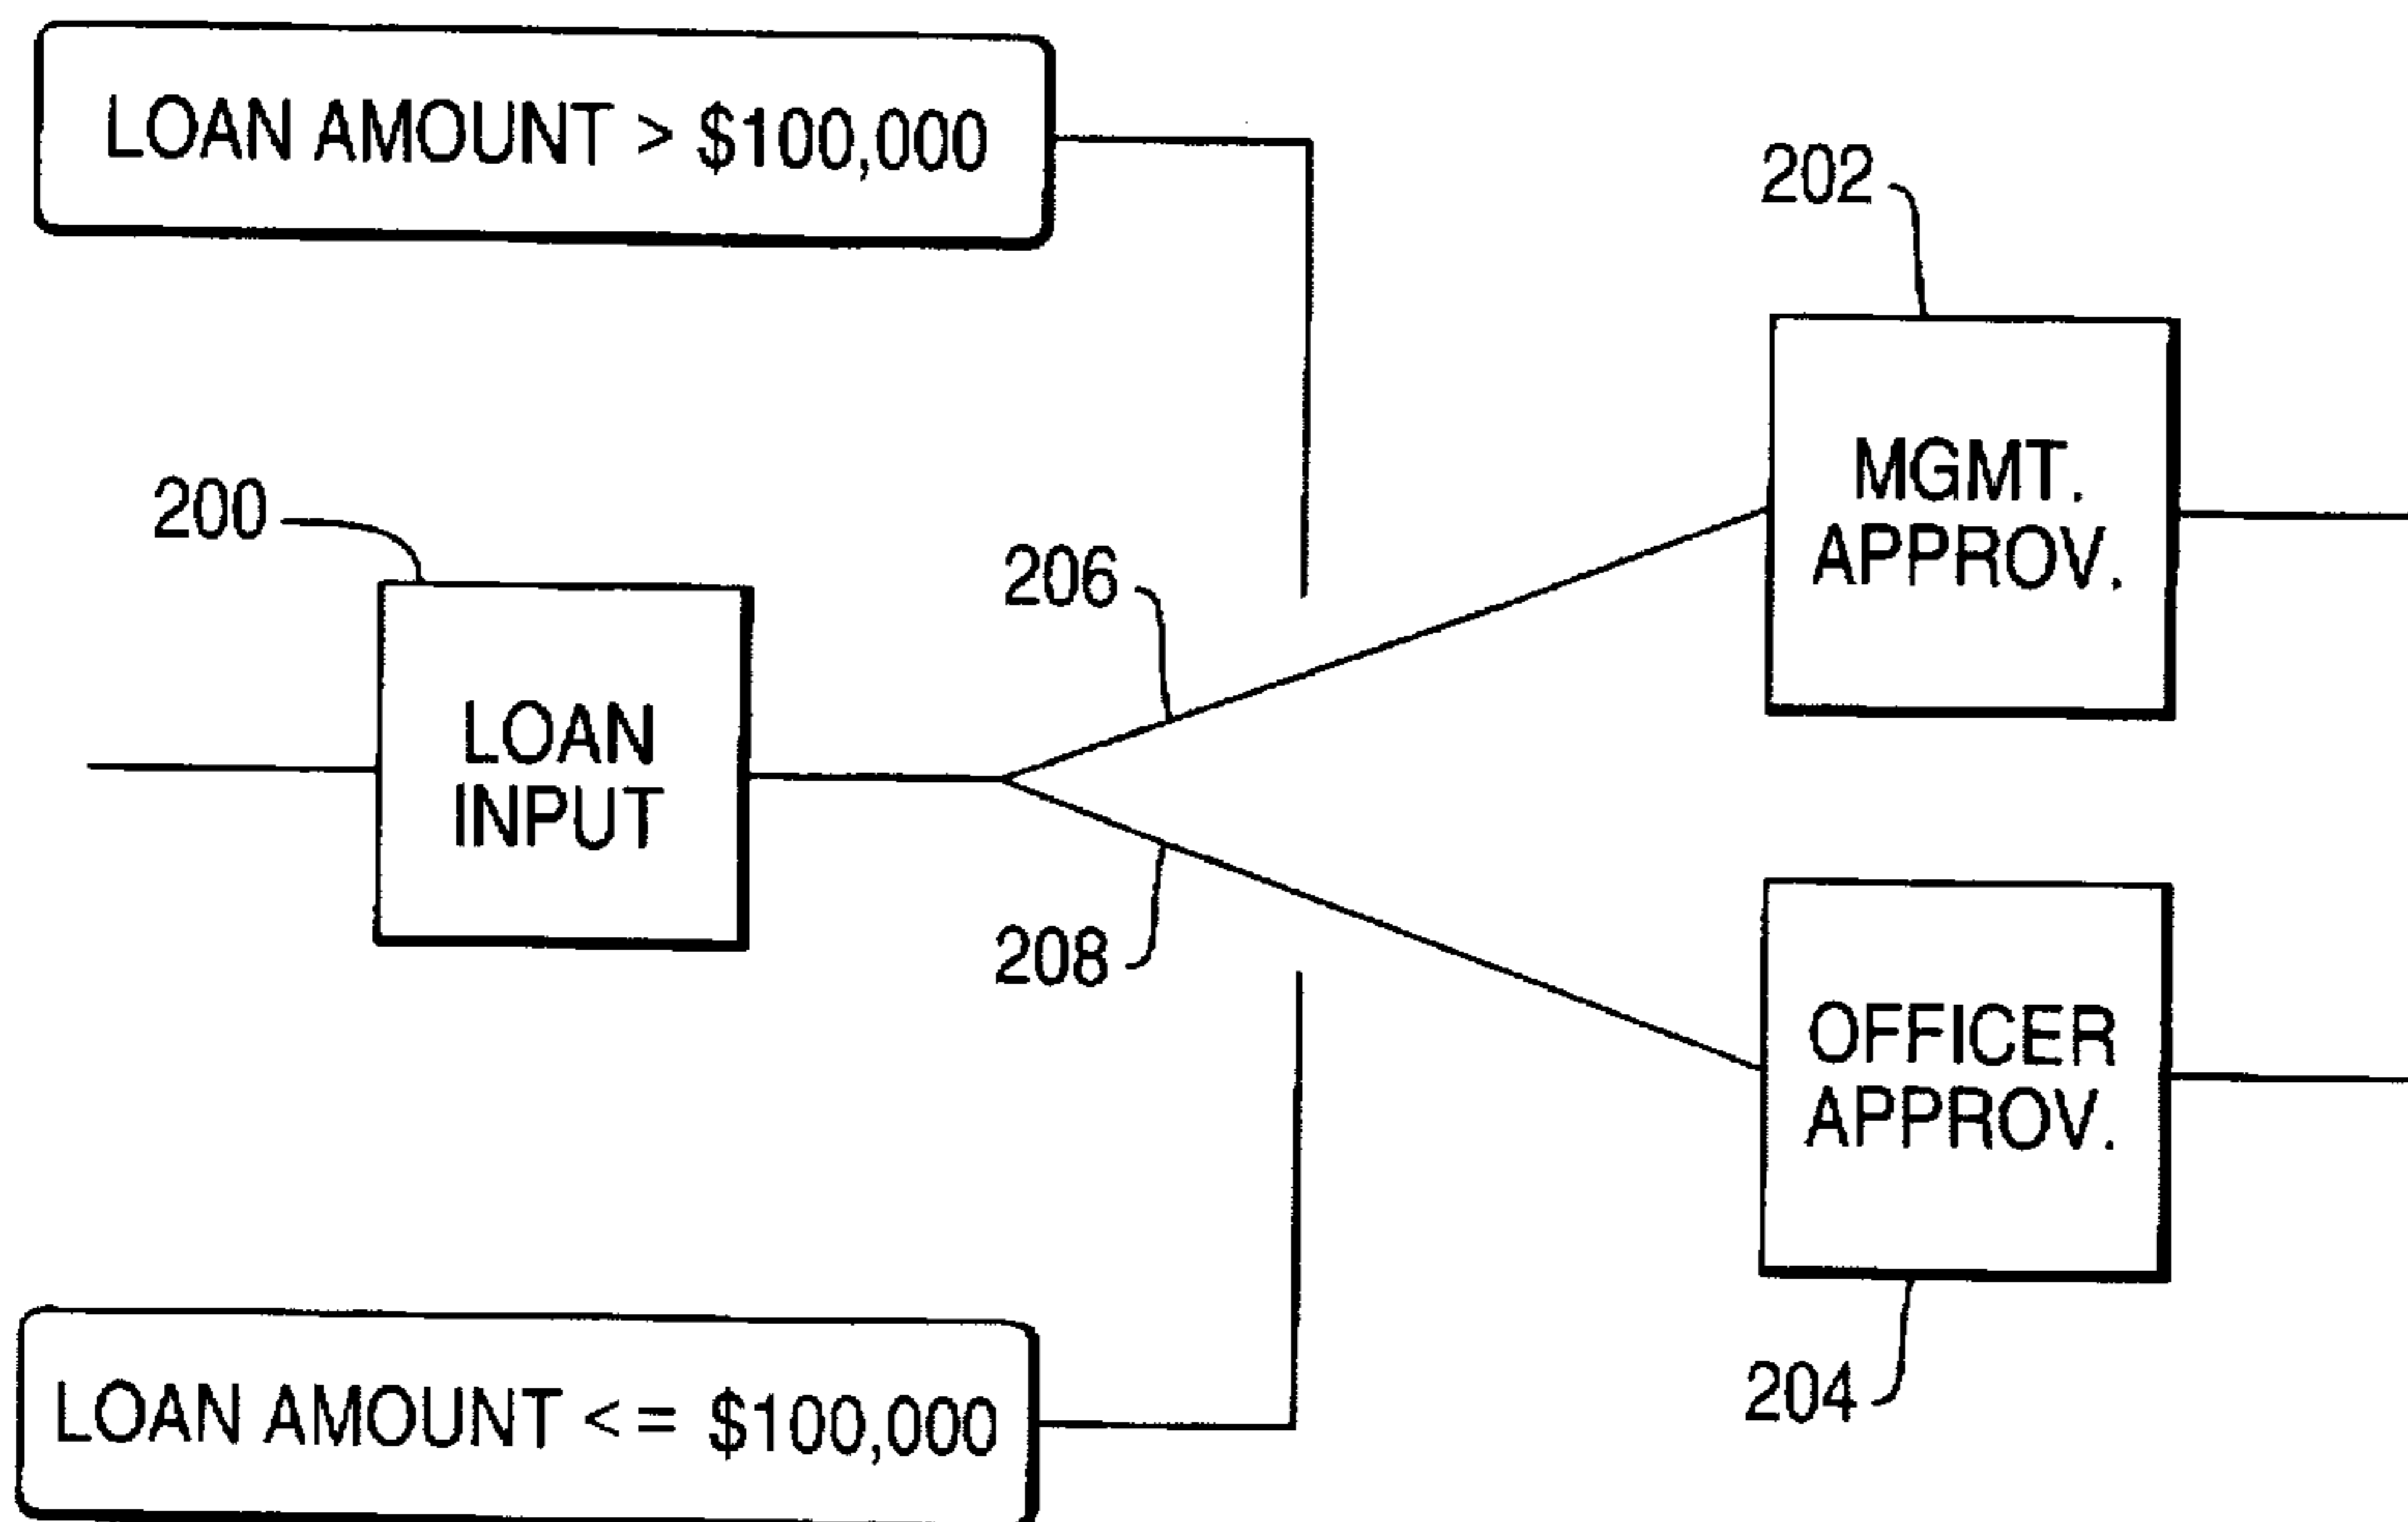 LOAN AMOUNT > $100,000
202
MGMT.
APPROV.
200
206
LOAN
INPUT
208
OFFICER
APPROV.
204
LOAN AMOUNT < = $100,000